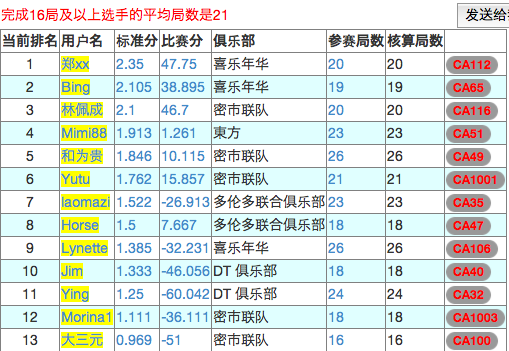 完成16局及以上选手的平均局数是21
发送给
当前排名 用户名 标准分 比赛分 俱乐部 参赛局数 核算局数
1 郑xx 2.35 47.75 喜乐年华 20 20 CA112
2 Bing 2.105 38.895 喜乐年华 19 19 CA65
3 林佩成 2.1 46.7 密市联队 20 20 CA116
4 Mimi88 1.913 1.261 東方 23 23 CA51
5 和为贵 1.846 10.115 密市联队 26 26 CA49
6 Yutu 1.762 15.857 密市联队 21 21 CA1001
7 laomazi 1.522 -26.913 多伦多联合俱乐部 23 23 CA35
8 Horse 1.5 7.667 多伦多联合俱乐部 18 18 CA47
9 Lynette 1.385 -32.231 喜乐年华 26 26 CA106
10 Jim 1.333 -46.056 DT 俱乐部 18 18 CA40
11 Ying 1.25 -60.042 DT 俱乐部 24 24 CA32
12 Morina1 1.111 -36.111 密市联队 18 18 CA1003
13 大三元 0.969 -51 密市联队 16 16 CA100